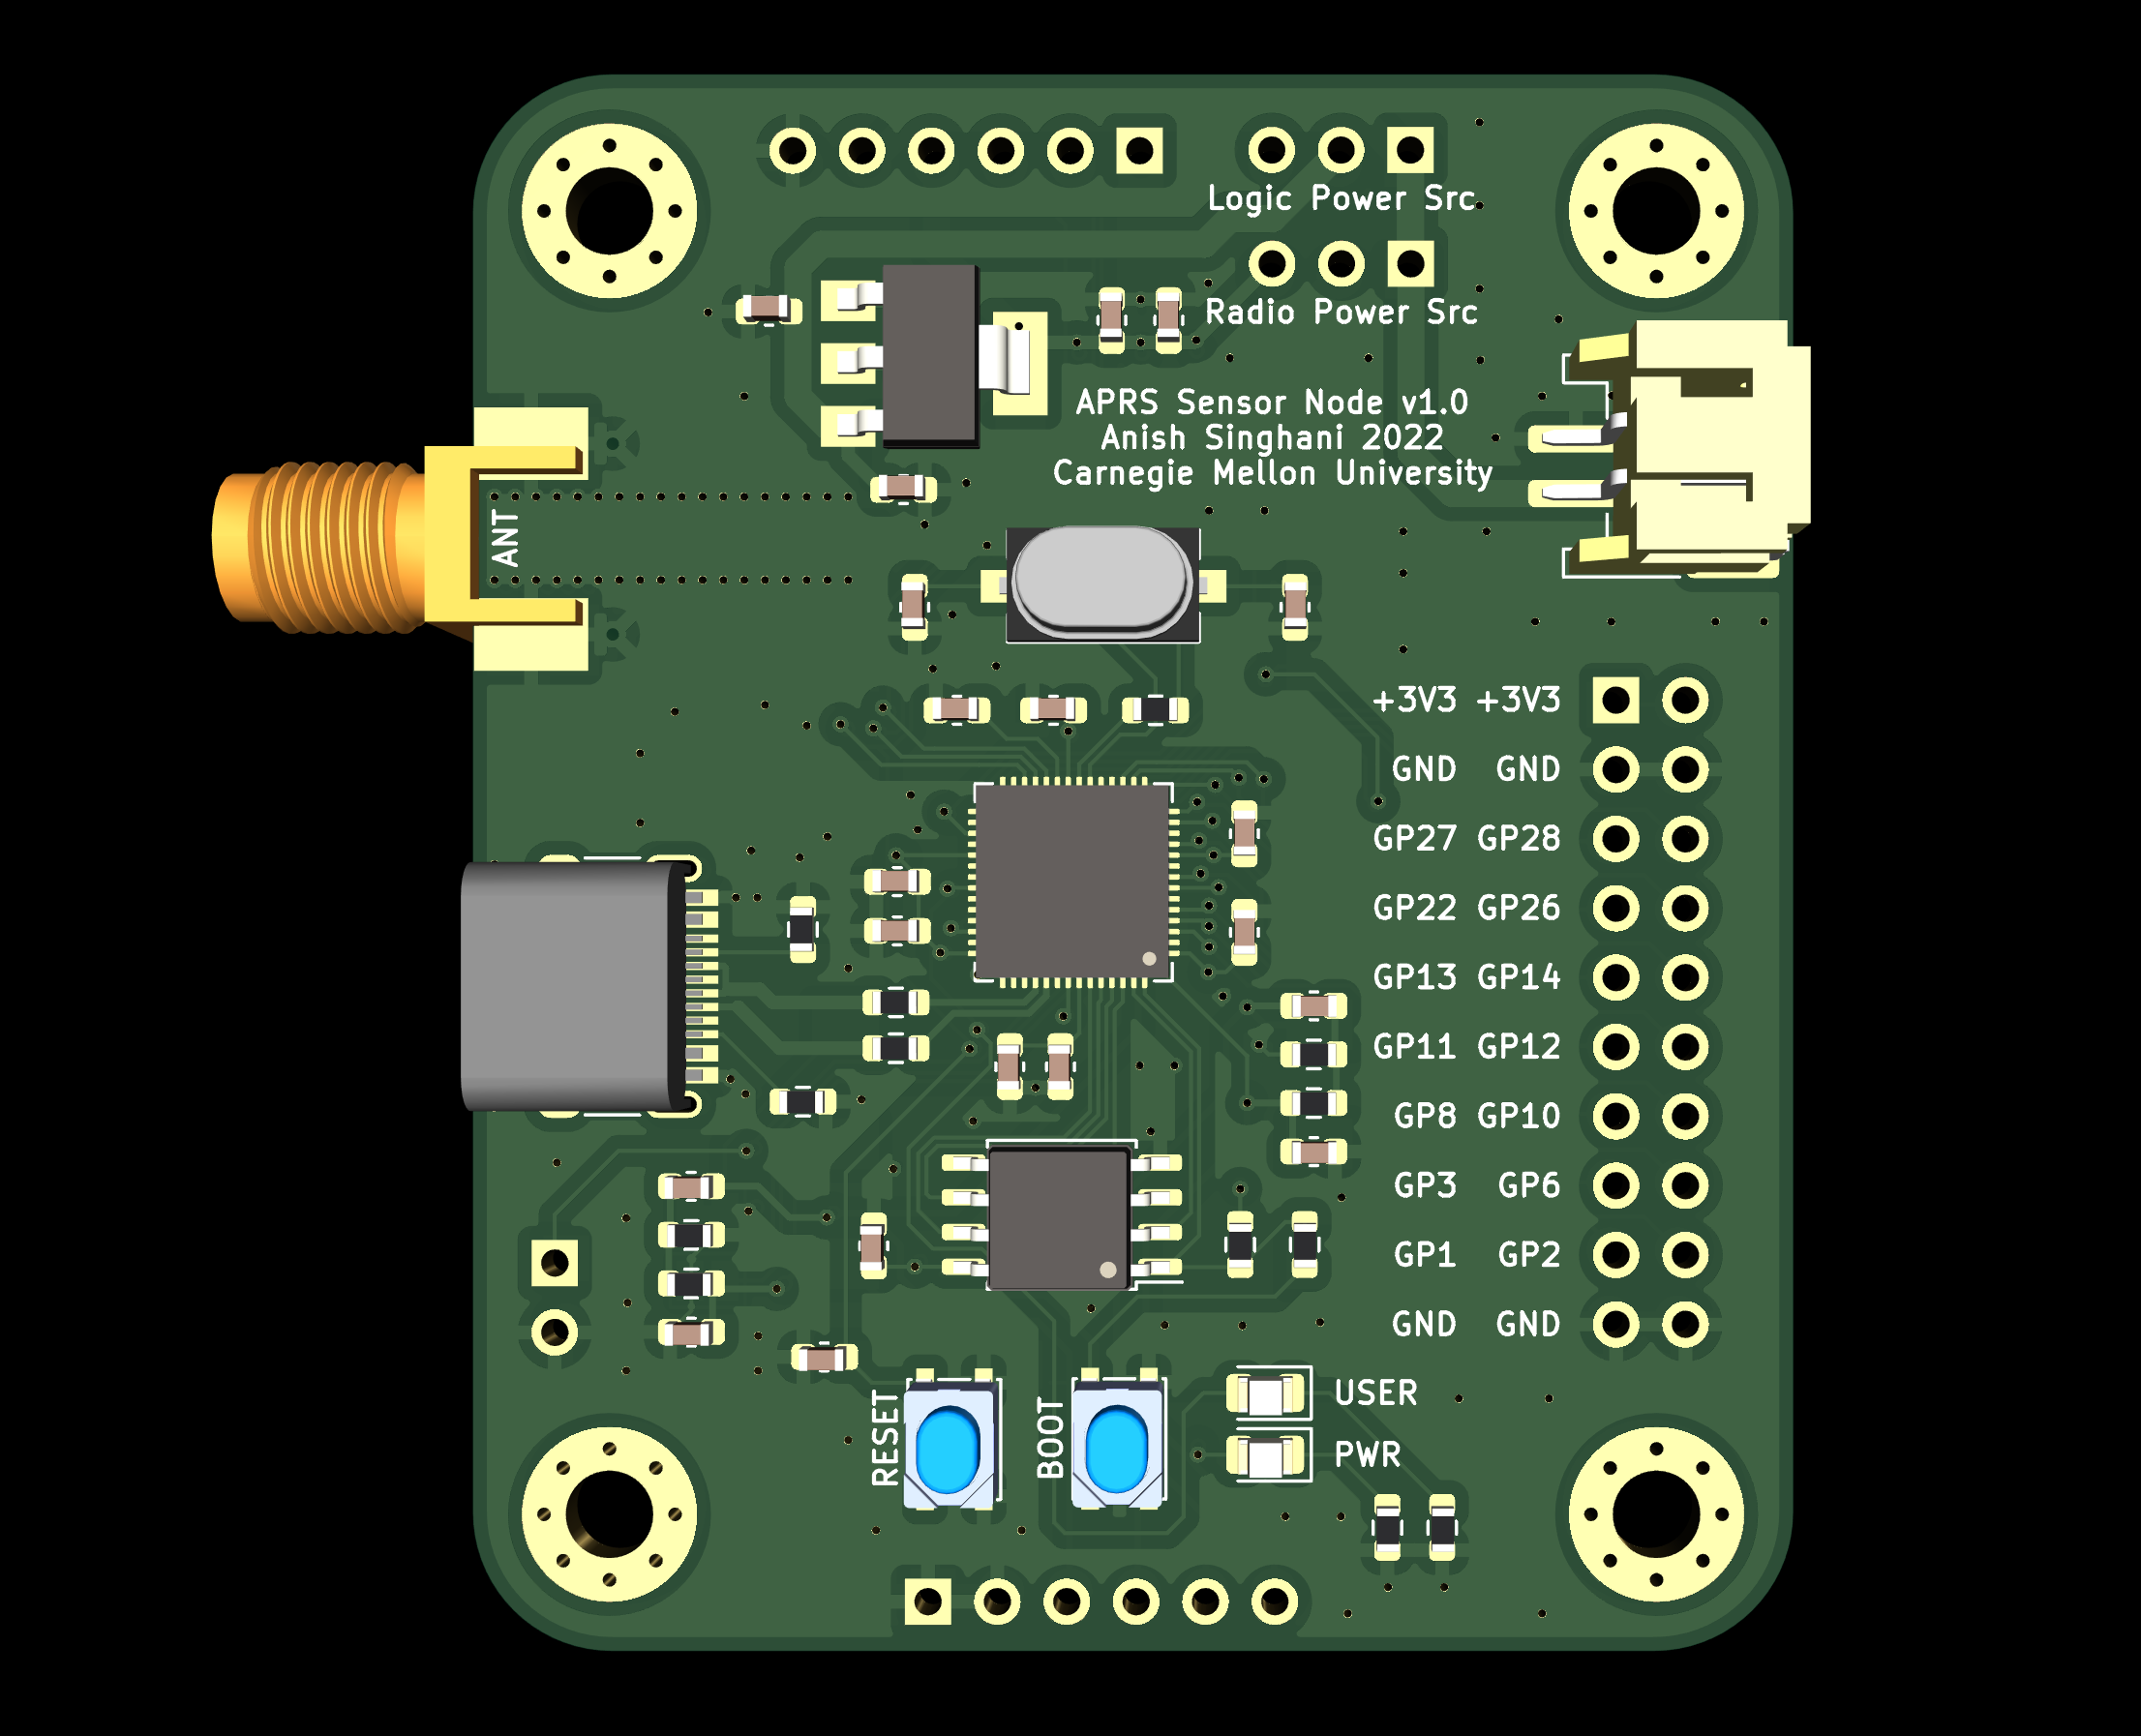 Logic Power Src
Radio Power Src
APRS Sensor Node v1.0
Anish Singhani 2022
Carnegie Mellon University
ANT
+3V3 +3V3
GND GND
GP27 GP28
GP22 GP26
GP13 GP14
GP11 GP12
GP8 GP10
GP3 GP6
GP1 GP2
GND GND
RESET
BOOT
USER
PWR